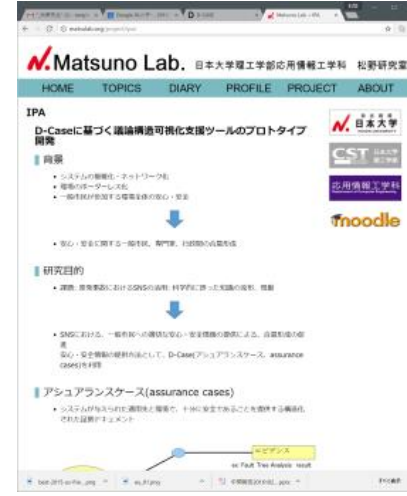 Matsuno Lab. 日本大学理工学部応用情報工学科 松野研究室
HOME TOPICS DIARY PROFILE PROJECT ABOUT
IPA
D-Caseに基づく議論構造可視化支援ツールのプロトタイプ
開発
背景
・システムの複雑化・ネットワーク化
・環境のボーダーレス化
・一般市民が参加する環境全体の安心・安全
・安心・安全に関する一般市民、専門家、行政間の合意形成
研究目的
・SNSにおける、一般市民への適切な安心・安全情報の提供による、合意形成の促
進
安心・安全情報の提供方法として、D-Case(アシュアランスケース、assurance
cases)を利用
アシュアランスケース(assurance cases)
・システムが与えられた適用先と環境で、十分に安全であることを提供する構造化
された証拠ドキュメント
エビデンス
ex: Fault Tree Analysis result
日本大学
CST
応用情報工学科
moodle
すべて表示